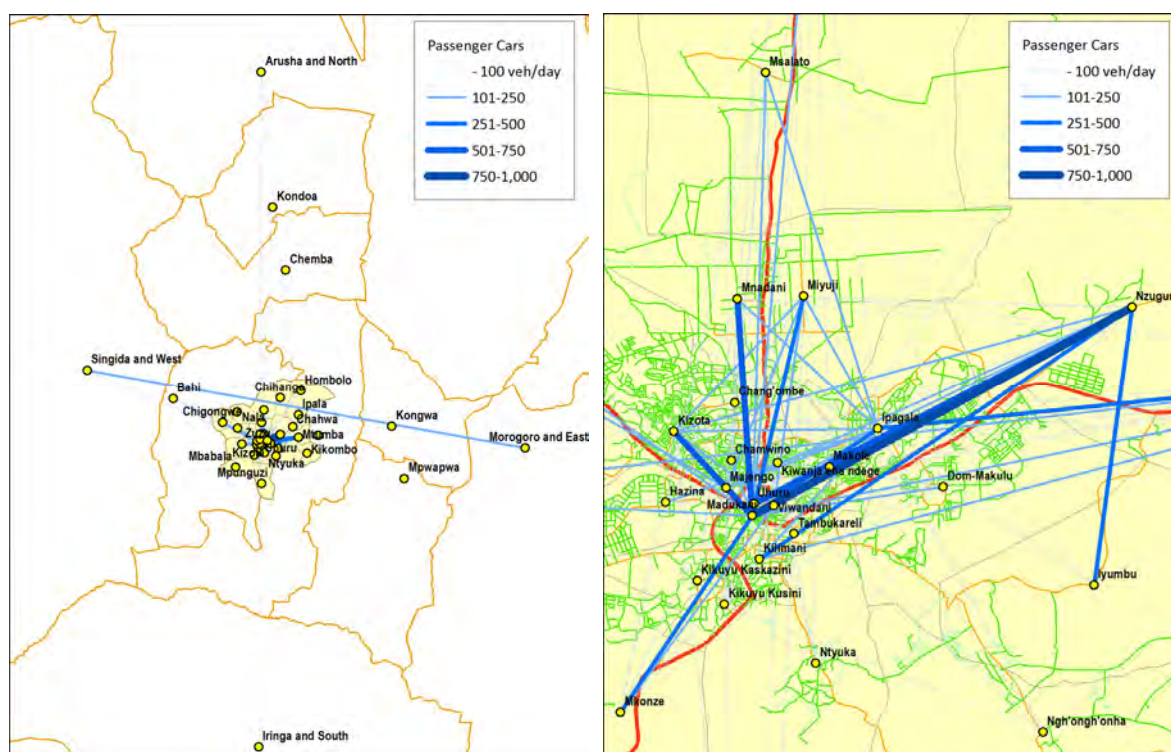 Passenger Cars
- 100 veh/day
101-250
251-500
501-750
750-1,000
Arusha and North
Kondoa
Chemba
Singida and West
Bahi
Chihanga
Hombolo
Chigongwe
Ipala
Nala
Chahwa
Kongwa
Mtumba
Morogoro and East
Mbabala
Kikombo
Ntyuka
Mpunguzi
Mpwapwa
Iringa and South
Passenger Cars
- 100 veh/day
101-250
251-500
501-750
750-1,000
Msalato
Mnadani
Miyuji
Chang'ombe
Kizota
Ipagala
Chamwino
Makole
Kiwanja cha ndege
Majengo
Dom-Makulu
Hazina
Uhuru
Madukani
Viwandani
Tambukareli
Kilimani
Kikuyu Kaskazini
Iyumbu
Kikuyu Kusini
Ntyuka
Mkonze
Ngh'ongh'onha